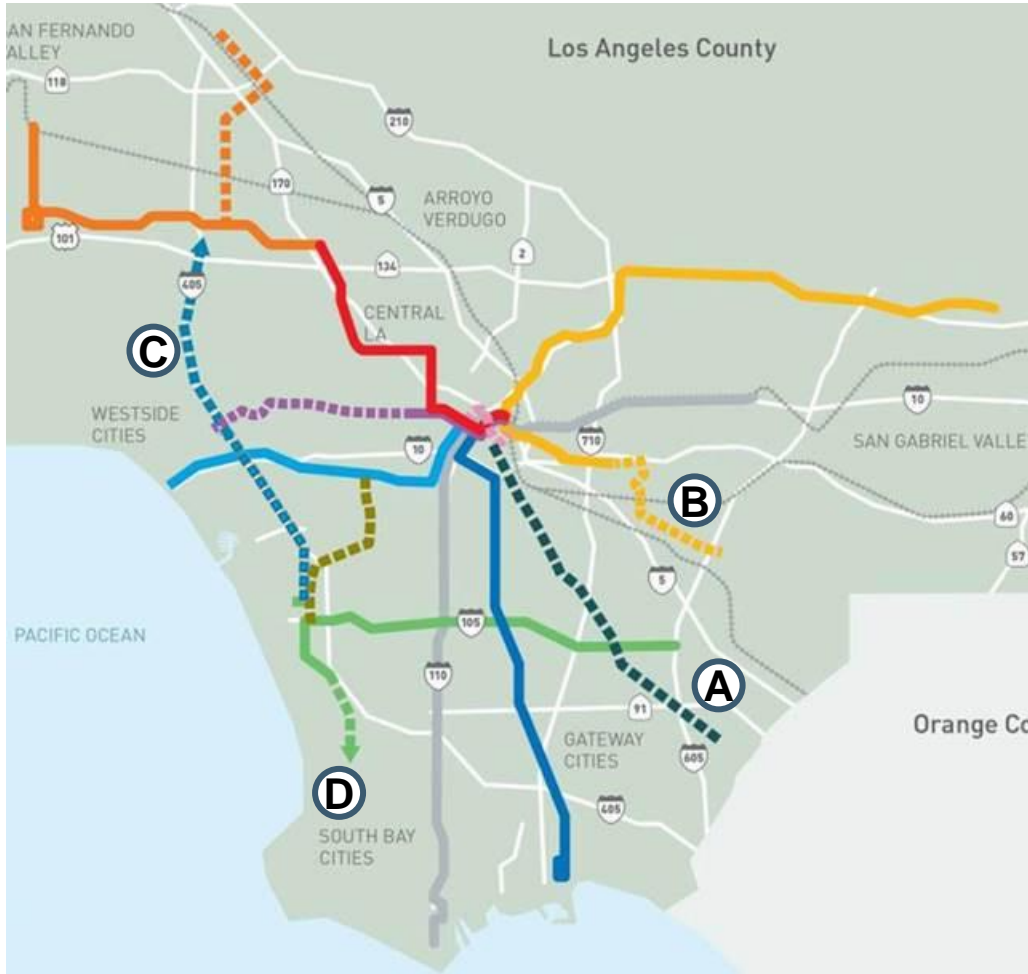 AN FERNANDO
ALLEY
Los Angeles County
118
210
170
5
ARROYO
VERDUGO
101
2
134
405
CENTRAL
LA
C
WESTSIDE
CITIES
10
10
710
SAN GABRIEL VALLE
B
60
57
5
PACIFIC OCEAN
105
110
A
91
Orange Co
GATEWAY
CITIES
605
D
405
SOUTH BAY
CITIES